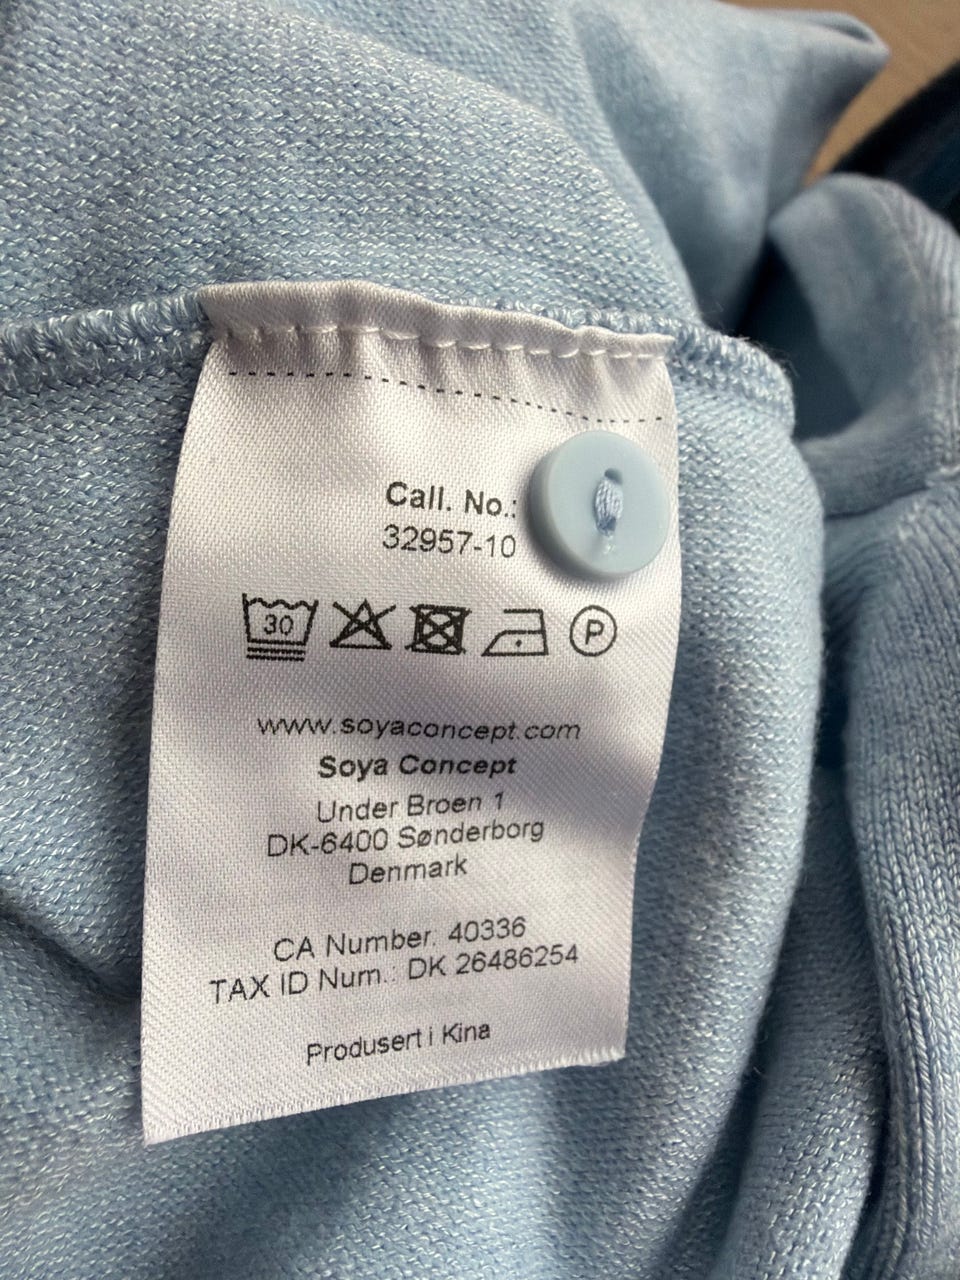 Call. No.:
32957-10
30
P
www.soyaconcept.com
Soya Concept
Under Broen 1
DK-6400 Sønderborg
Denmark
CA Number: 40336
TAX ID Num.: DK 26486254
Produsert i Kina